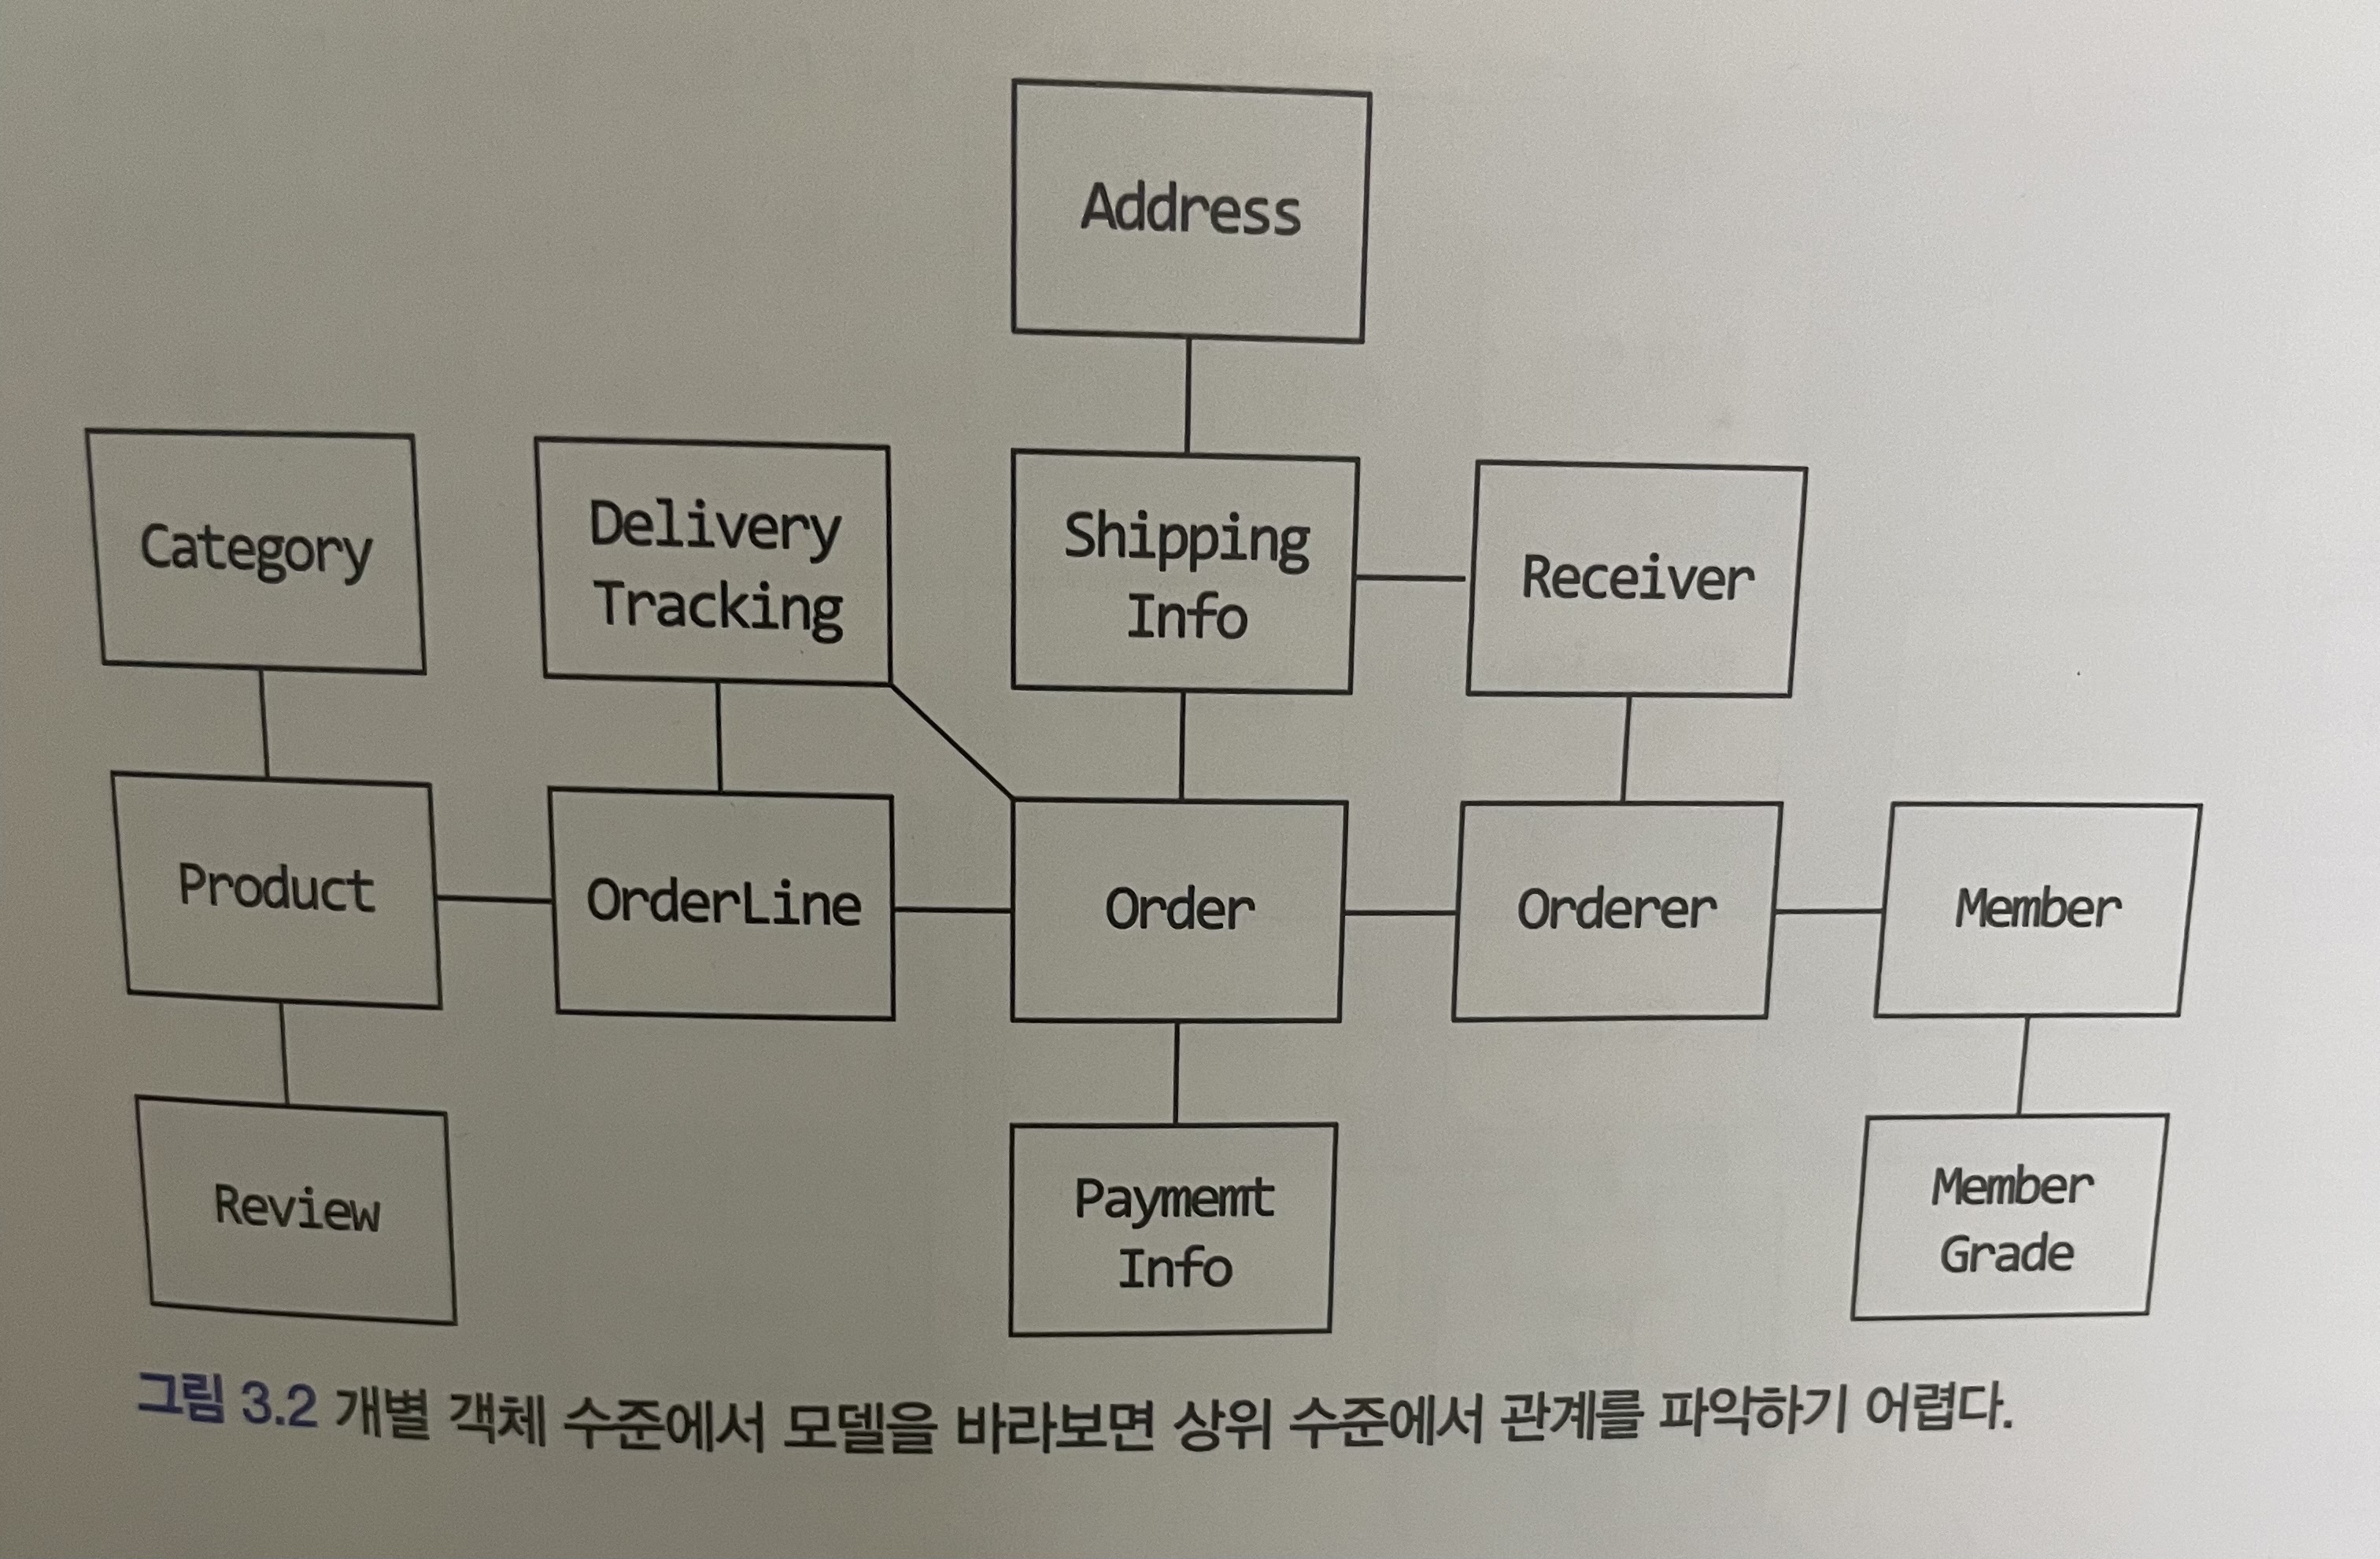 Address
Category
Delivery
Tracking
Shipping
Info
Receiver
Product
OrderLine
Order
Orderer
Member
Review
Paymemt
Info
Member
Grade
그림 3.2 개별 객체 수준에서 모델을 바라보면 상위 수준에서 관계를 파악하기 어렵다.